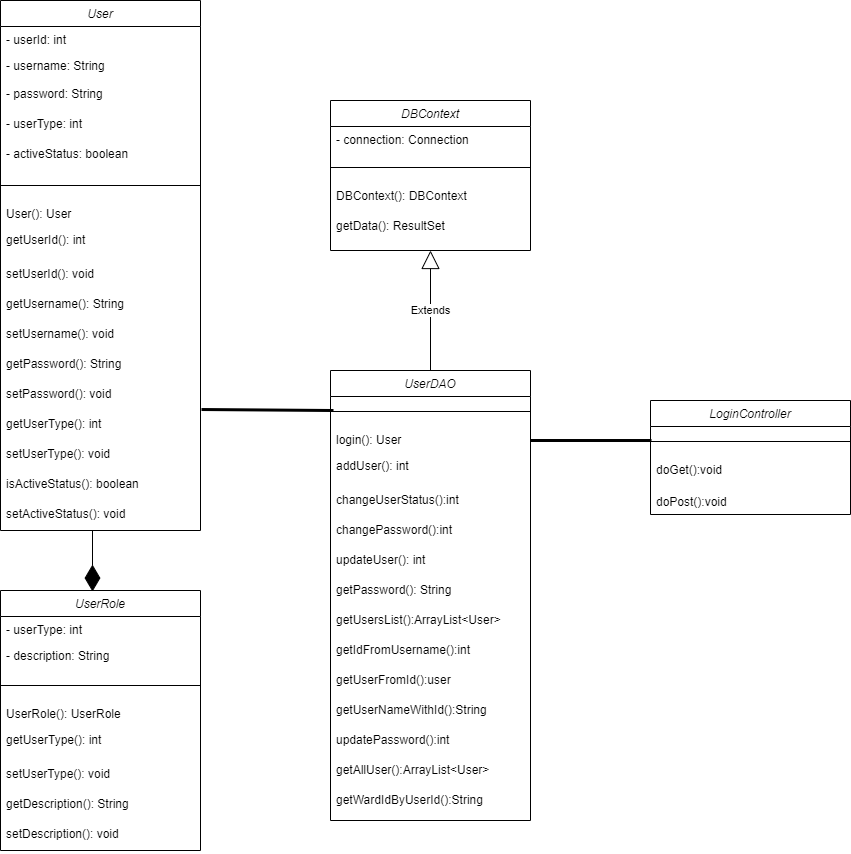 User
- userId: int
- username: String
- password: String
- userType: int
- activeStatus: boolean
User(): User
getUserId(): int
setUserId(): void
getUsername(): String
setUsername(): void
getPassword(): String
setPassword(): void
getUserType(): int
setUserType(): void
isActiveStatus(): boolean
setActiveStatus(): void
UserRole
- userType: int
- description: String
UserRole(): UserRole
getUserType(): int
setUserType(): void
getDescription(): String
setDescription(): void
DBContext
- connection: Connection
DBContext(): DBContext
getData(): ResultSet
Extends
UserDAO
login(): User
addUser(): int
changeUserStatus():int
changePassword():int
updateUser(): int
getPassword(): String
getUsersList():ArrayList<User>
getIdFromUsername():int
getUserFromId():user
getUserNameWithId():String
updatePassword():int
getAllUser():ArrayList<User>
getWardIdByUserId():String
LoginController
doGet():void
doPost():void